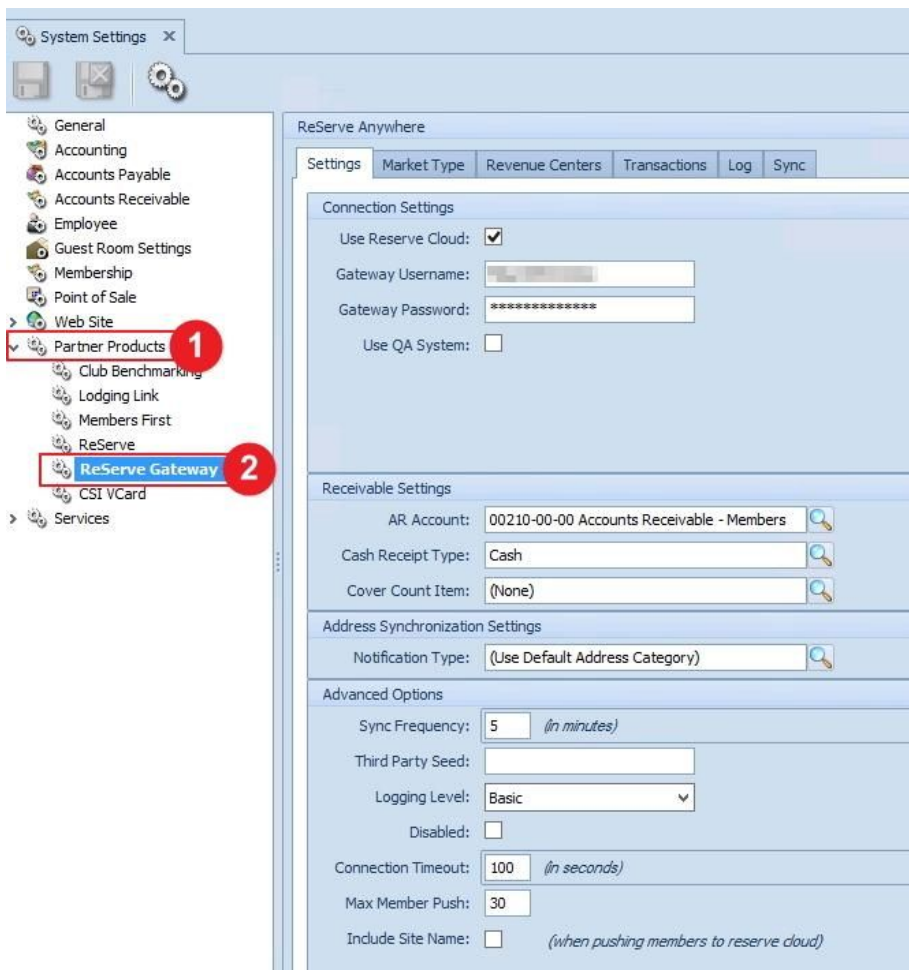 System Settings X
General
Accounting
Accounts Payable
Accounts Receivable
Employee
Guest Room Settings
Membership
Point of Sale
Web Site
Partner Products 1
Club Benchmarking
Lodging Link
Members First
ReServe
ReServe Gateway 2
CSI VCard
Services
ReServe Anywhere
Settings Market Type Revenue Centers Transactions Log Sync
Connection Settings
Use Reserve Cloud:
Gateway Username:
Gateway Password: *************
Use QA System:
Receivable Settings
AR Account: 00210-00-00 Accounts Receivable - Members
Cash Receipt Type: Cash
Cover Count Item: (None)
Address Synchronization Settings
Notification Type: (Use Default Address Category)
Advanced Options
Sync Frequency: 5 (in minutes)
Third Party Seed:
Logging Level: Basic
Disabled:
Connection Timeout: 100 (in seconds)
Max Member Push: 30
Include Site Name: (when pushing members to reserve cloud)